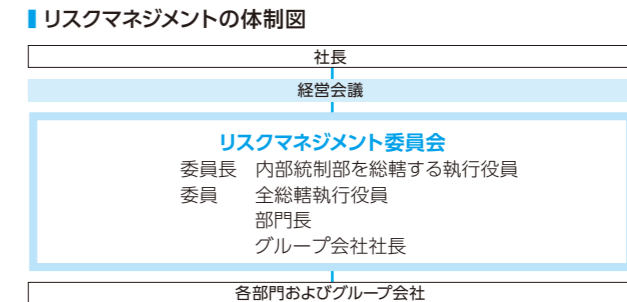 リスクマネジメントの体制図
社長
経営会議
リスクマネジメント委員会
委員長 内部統制部を総轄する執行役員
委員 全総轄執行役員
部門長
グループ会社社長
各部門およびグループ会社